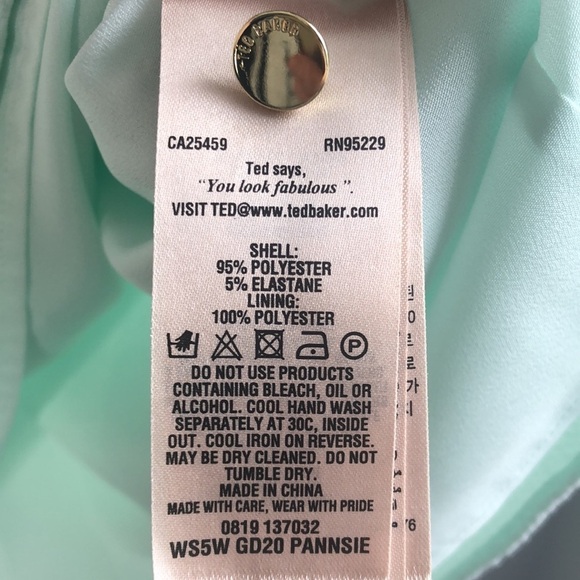 TED BAKER
CA25459 RN95229
Ted says,
"You look fabulous ".
VISIT TED@www.tedbaker.com
SHELL:
95% POLYESTER
5% ELASTANE
LINING:
100% POLYESTER
P
DO NOT USE PRODUCTS
CONTAINING BLEACH, OIL OR
ALCOHOL. COOL HAND WASH
SEPARATELY AT 30C, INSIDE
OUT. COOL IRON ON REVERSE.
MAY BE DRY CLEANED. DO NOT
TUMBLE DRY.
MADE IN CHINA
MADE WITH CARE, WEAR WITH PRIDE
0819 137032
WS5W GD20 PANNSIE